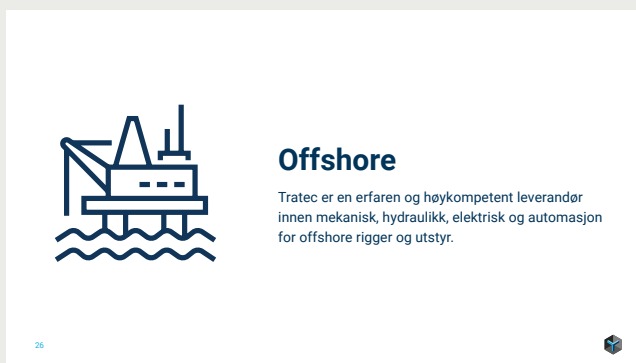 Offshore
Tratec er en erfaren og høykompetent leverandør
innen mekanisk, hydraulikk, elektrisk og automasjon
for offshore rigger og utstyr.
26